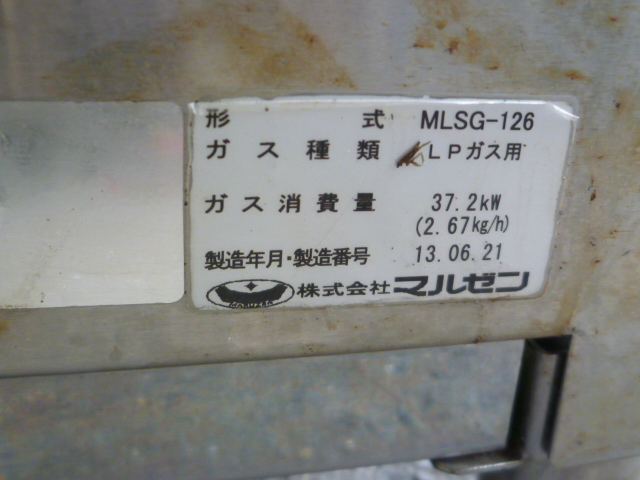 形 式 MLSG-126
ガス種類 LPガス用
ガス消費量 37.2kW
(2.67kg/h)
製造年月・製造番号 13.06.21
MARUZEN 株式会社マルゼン